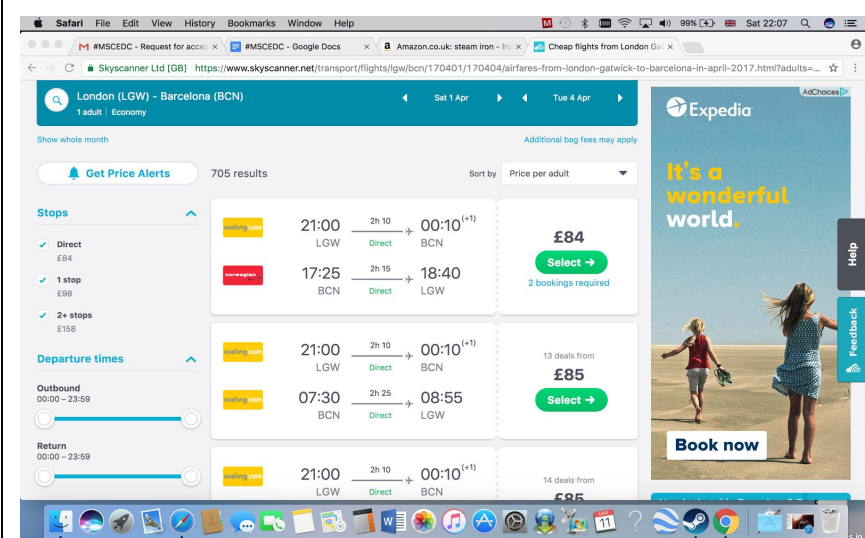 Safari File Edit View History Bookmarks Window Help 99% Sat 22:07
#MSCEDC - Request for acces × #MSCEDC - Google Docs × Amazon.co.uk: steam iron - Iro × Cheap flights from London Gat ×
Skyscanner Ltd [GB] https://www.skyscanner.net/transport/flights/lgw/bcn/170401/170404/airfares-from-london-gatwick-to-barcelona-in-april-2017.html?adults=...
London (LGW) - Barcelona (BCN) Sat 1 Apr Tue 4 Apr
1 adult | Economy
Show whole month Additional bag fees may apply
Get Price Alerts 705 results Sort by Price per adult
Stops
Direct
£84
1 stop
£98
2+ stops
£158
Departure times
Outbound
00:00 – 23:59
Return
00:00 – 23:59
vueling.com 21:00 2h 10 00:10 (+1)
LGW Direct BCN
norwegian 17:25 2h 15 18:40
BCN Direct LGW
£84
Select →
2 bookings required
vueling.com 21:00 2h 10 00:10 (+1)
LGW Direct BCN
07:30 2h 25 08:55
BCN Direct LGW
13 deals from
£85
Select →
vueling.com 21:00 2h 10 00:10 (+1)
LGW Direct BCN
14 deals from
£85
AdChoices
Expedia
It's a
wonderful
world.
Book now
Help
Feedback